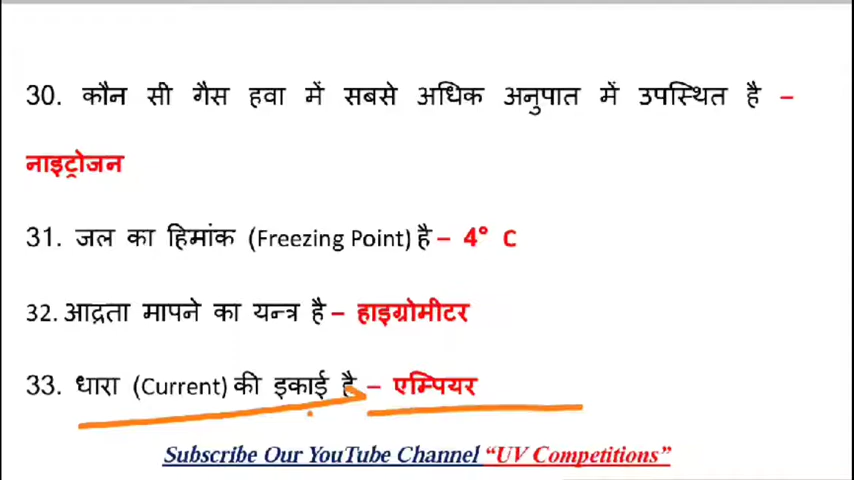 30. कौन सी गैस हवा में सबसे अधिक अनुपात में उपस्थित है –
नाइट्रोजन
31. जल का हिमांक (Freezing Point) है – 4° C
32. आद्रता मापने का यन्त्र है – हाइग्रोमीटर
33. धारा (Current) की इकाई है – एम्पियर
Subscribe Our YouTube Channel “UV Competitions”